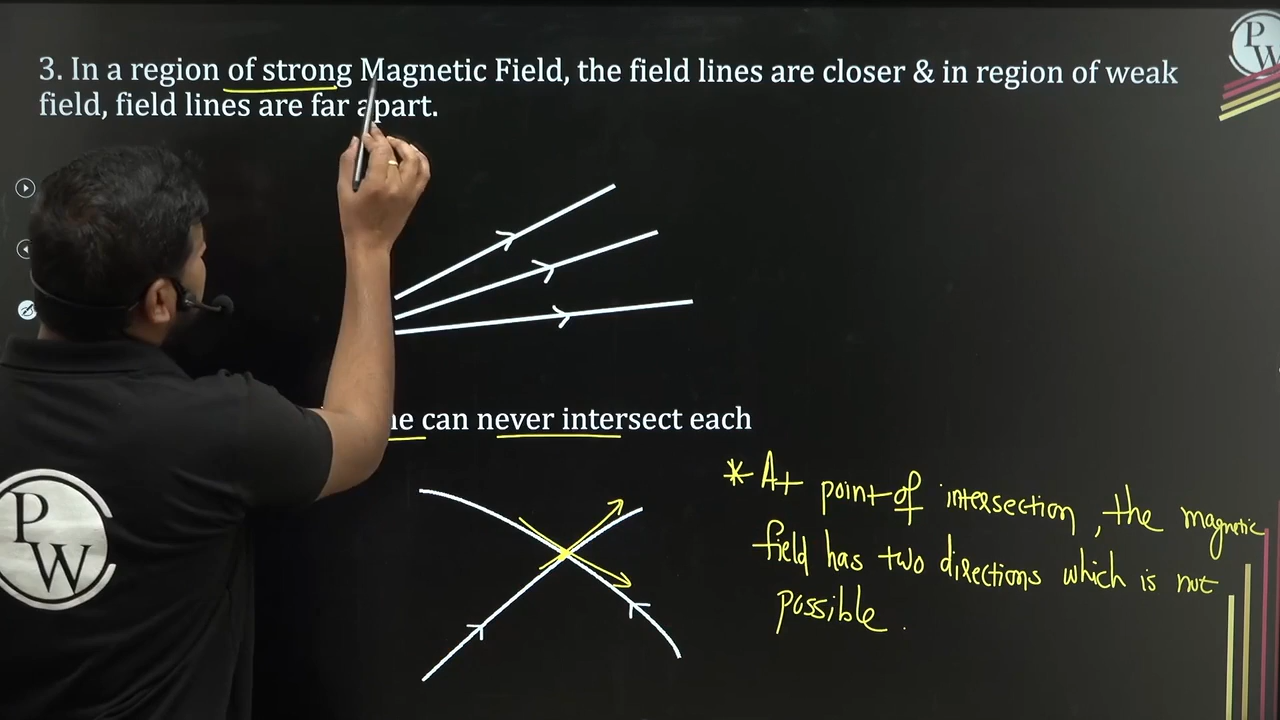 3. In a region of strong Magnetic Field, the field lines are closer & in region of weak
field, field lines are far apart.
can never intersect each
* At point of intersection, the magnetic
field has two directions which is not
possible.
PW
PW